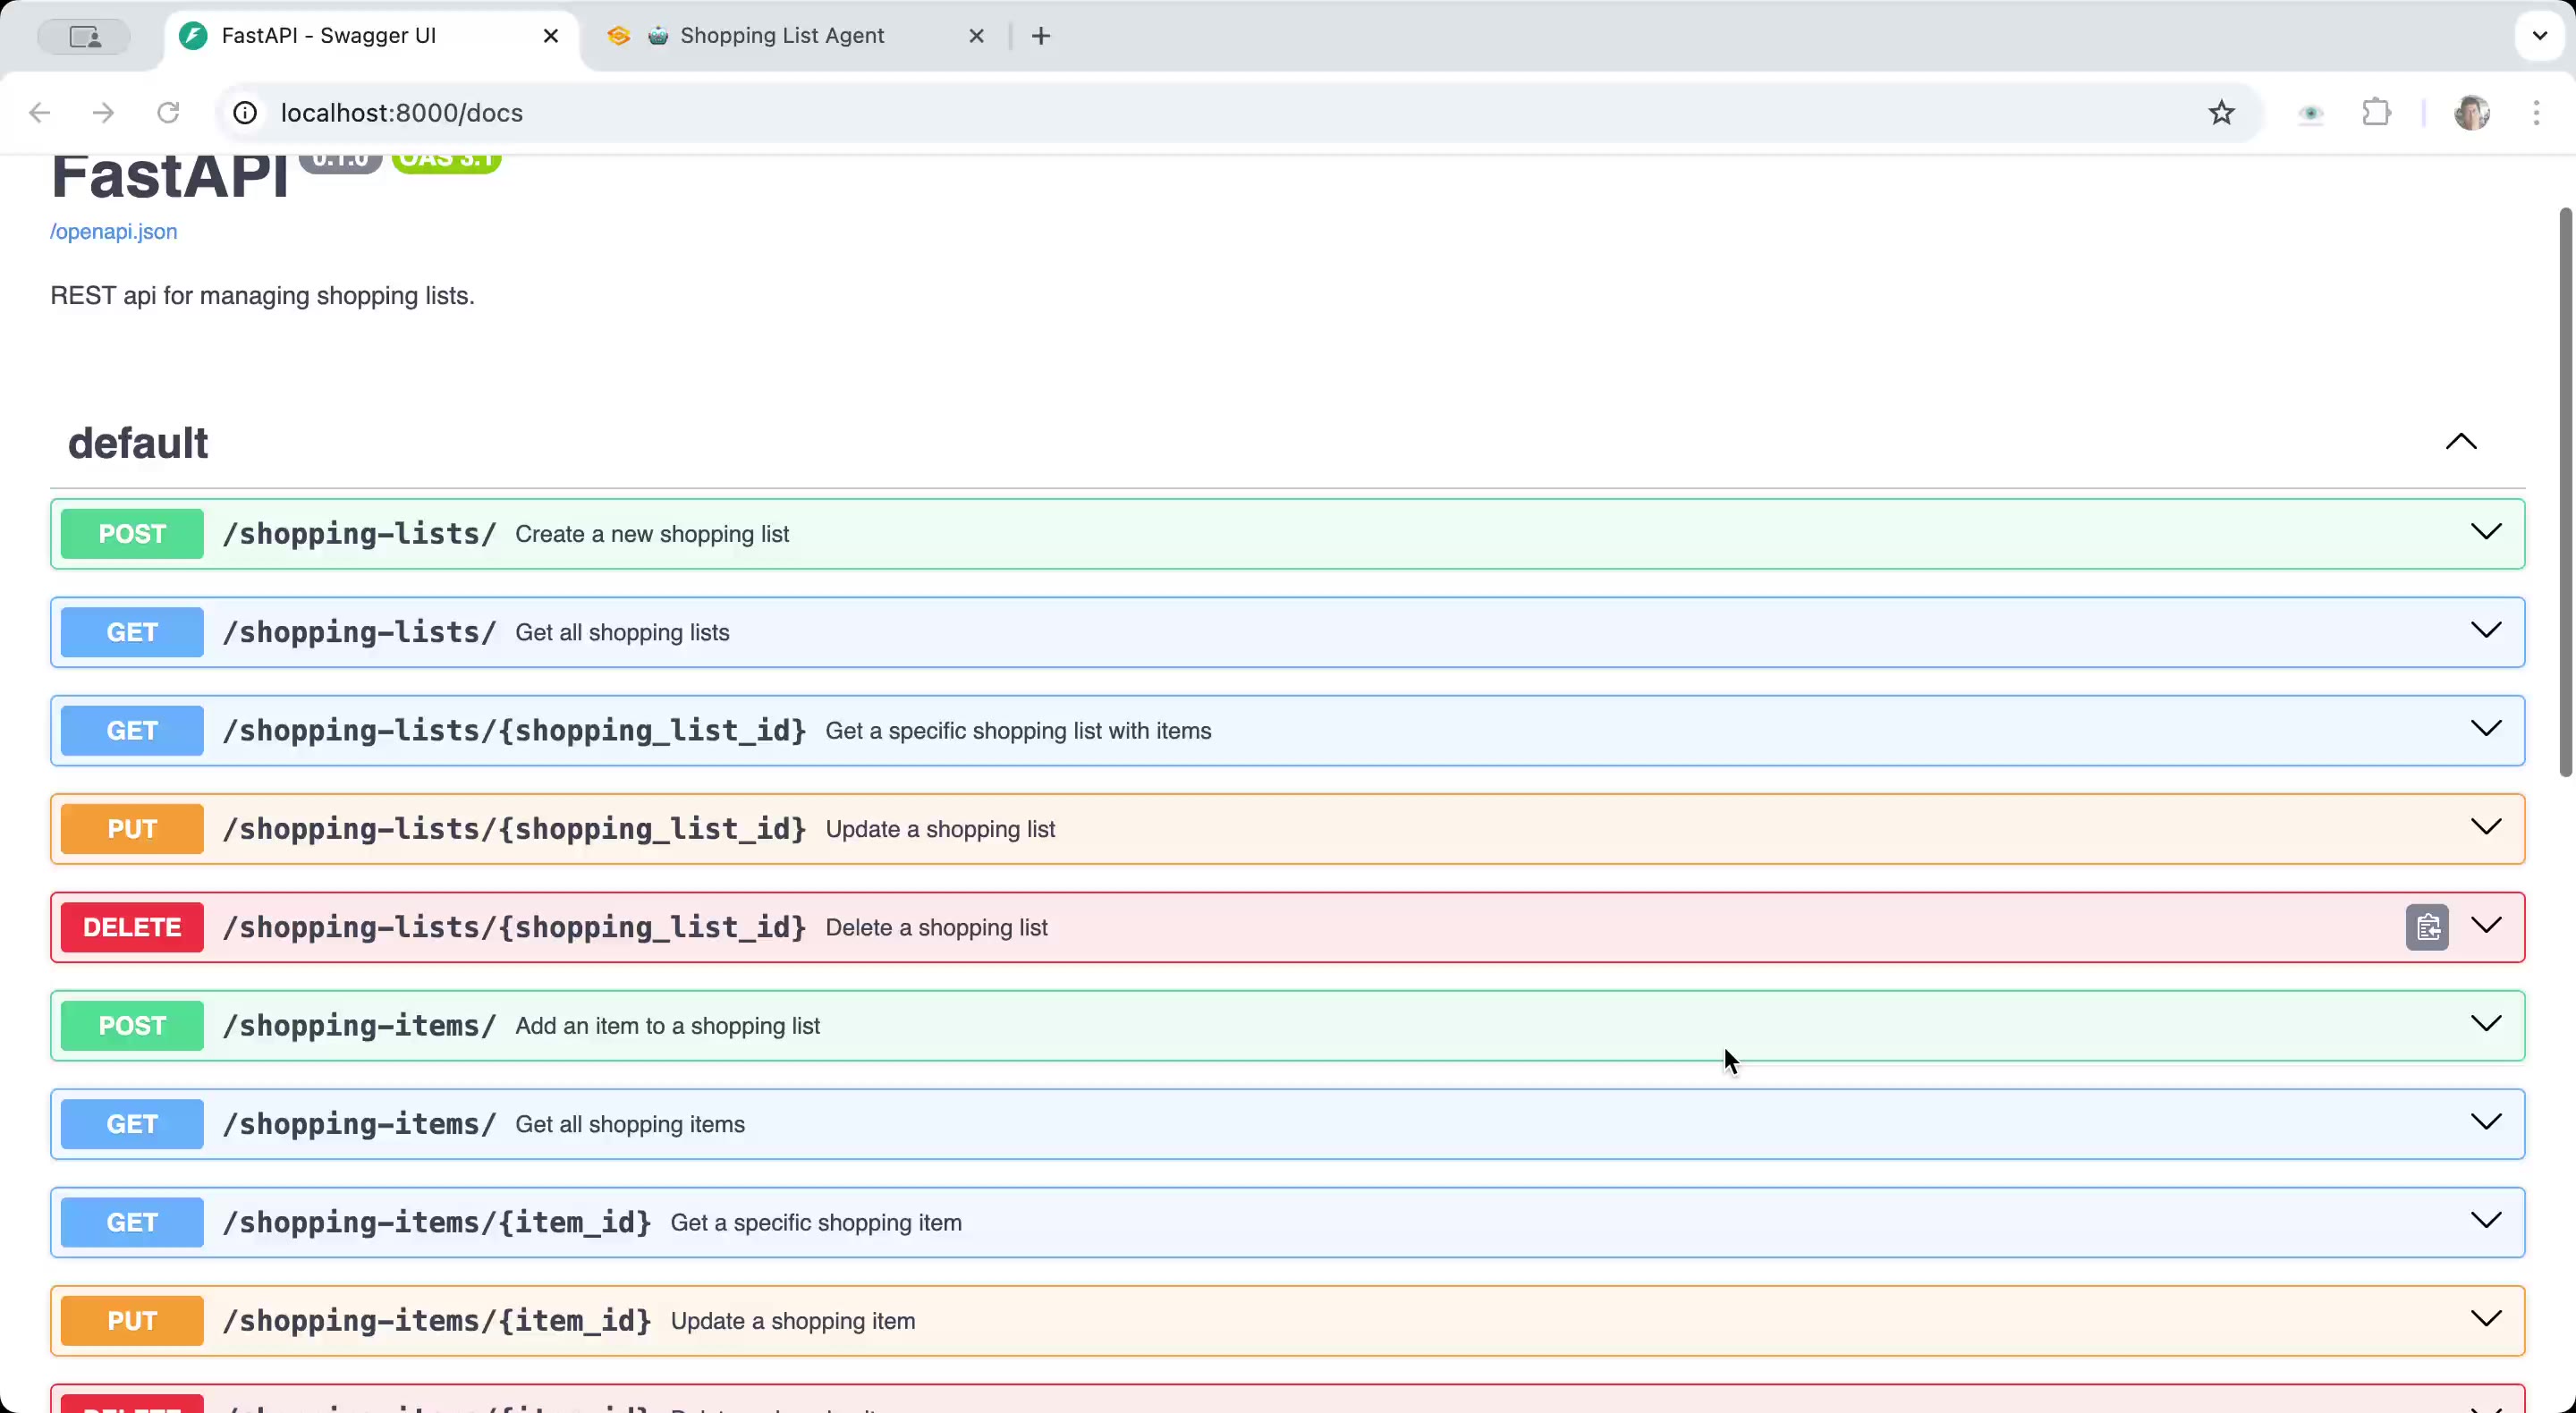 FastAPI - Swagger UI
Shopping List Agent
localhost:8000/docs
FastAPI 0.1.0 OAS 3.1
/openapi.json
REST api for managing shopping lists.
default
POST /shopping-lists/ Create a new shopping list
GET /shopping-lists/ Get all shopping lists
GET /shopping-lists/{shopping_list_id} Get a specific shopping list with items
PUT /shopping-lists/{shopping_list_id} Update a shopping list
DELETE /shopping-lists/{shopping_list_id} Delete a shopping list
POST /shopping-items/ Add an item to a shopping list
GET /shopping-items/ Get all shopping items
GET /shopping-items/{item_id} Get a specific shopping item
PUT /shopping-items/{item_id} Update a shopping item
DELETE